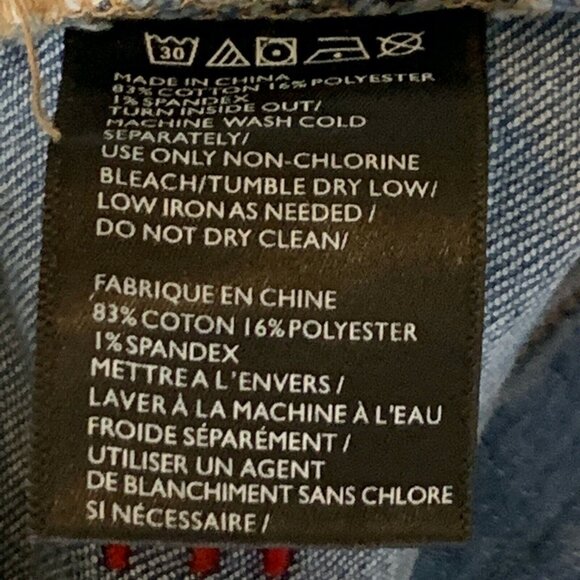 30
MADE IN CHINA
83% COTTON 16% POLYESTER
1% SPANDEX
TURN INSIDE OUT/
MACHINE WASH COLD
SEPARATELY/
USE ONLY NON-CHLORINE
BLEACH/TUMBLE DRY LOW/
LOW IRON AS NEEDED /
DO NOT DRY CLEAN/
FABRIQUE EN CHINE
83% COTON 16% POLYESTER
1% SPANDEX
METTRE A L'ENVERS /
LAVER À LA MACHINE À L'EAU
FROIDE SÉPARÉMENT /
UTILISER UN AGENT
DE BLANCHIMENT SANS CHLORE
SI NÉCESSAIRE /